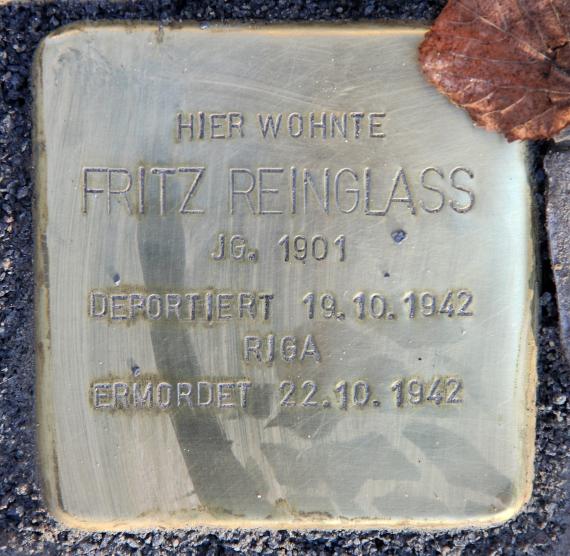 HIER WOHNTE
FRITZ REINGLASS
JG. 1901
DEPORTIERT 19.10.1942
RIGA
ERMORDET 22.10.1942